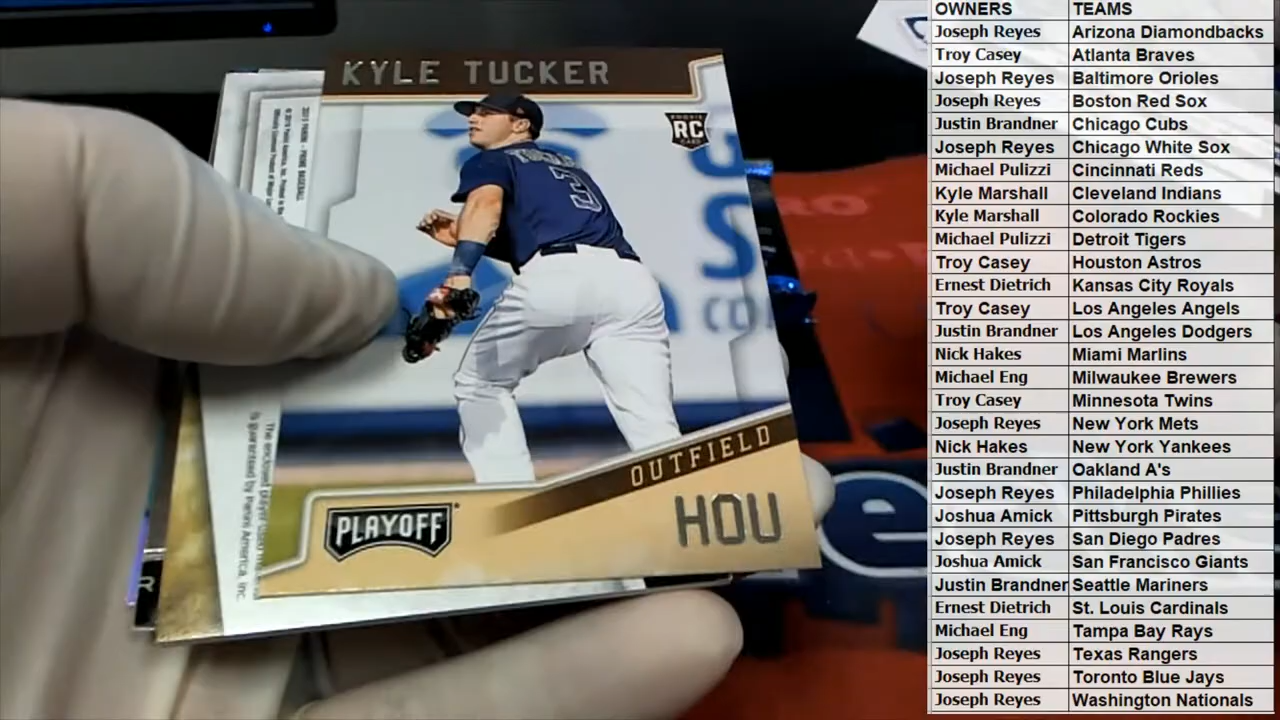 KYLE TUCKER
ROOKIE
RC
CARD
3
OUTFIELD
HOU
PLAYOFF
OWNERS TEAMS
Joseph Reyes Arizona Diamondbacks
Troy Casey Atlanta Braves
Joseph Reyes Baltimore Orioles
Joseph Reyes Boston Red Sox
Justin Brandner Chicago Cubs
Joseph Reyes Chicago White Sox
Michael Pulizzi Cincinnati Reds
Kyle Marshall Cleveland Indians
Kyle Marshall Colorado Rockies
Michael Pulizzi Detroit Tigers
Troy Casey Houston Astros
Ernest Dietrich Kansas City Royals
Troy Casey Los Angeles Angels
Justin Brandner Los Angeles Dodgers
Nick Hakes Miami Marlins
Michael Eng Milwaukee Brewers
Troy Casey Minnesota Twins
Joseph Reyes New York Mets
Nick Hakes New York Yankees
Justin Brandner Oakland A's
Joseph Reyes Philadelphia Phillies
Joshua Amick Pittsburgh Pirates
Joseph Reyes San Diego Padres
Joshua Amick San Francisco Giants
Justin Brandner Seattle Mariners
Ernest Dietrich St. Louis Cardinals
Michael Eng Tampa Bay Rays
Joseph Reyes Texas Rangers
Joseph Reyes Toronto Blue Jays
Joseph Reyes Washington Nationals